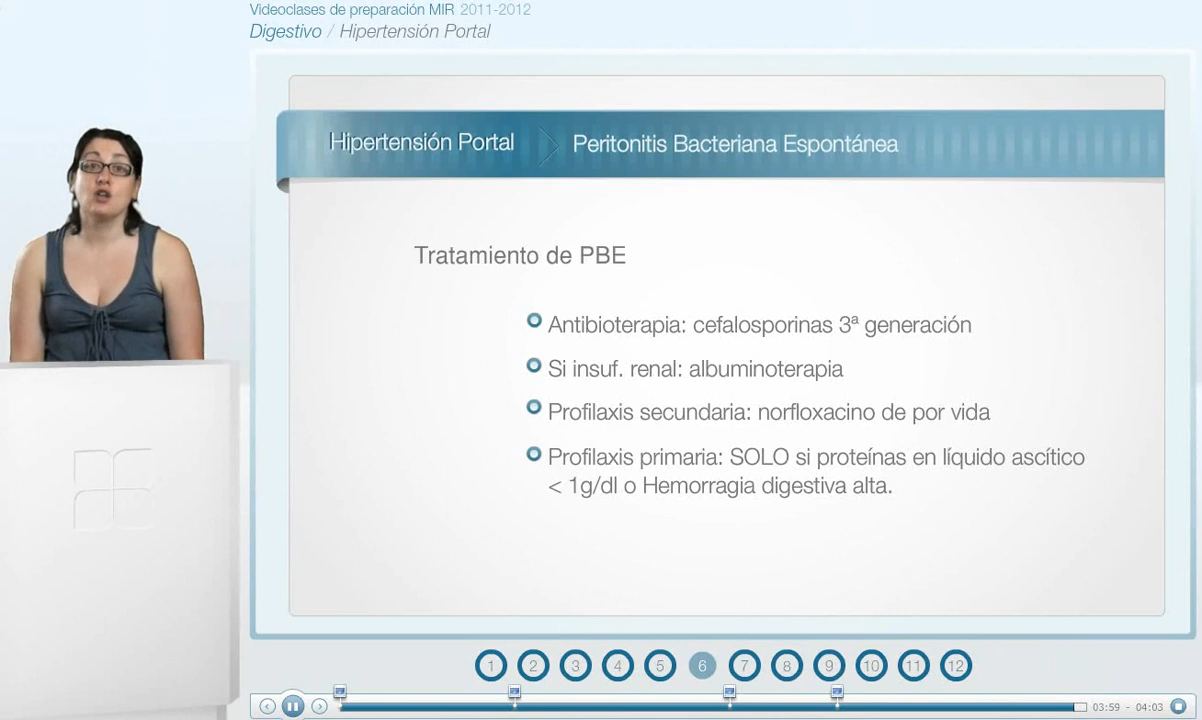 Videoclases de preparación MIR 2011-2012
Digestivo / Hipertensión Portal
Hipertensión Portal
Peritonitis Bacteriana Espontánea
Tratamiento de PBE
Antibioterapia: cefalosporinas 3ª generación
Si insuf. renal: albuminoterapia
Profilaxis secundaria: norfloxacino de por vida
Profilaxis primaria: SOLO si proteínas en líquido ascítico
< 1g/dl o Hemorragia digestiva alta.
1 2 3 4 5 6 7 8 9 10 11 12
03:59 - 04:03